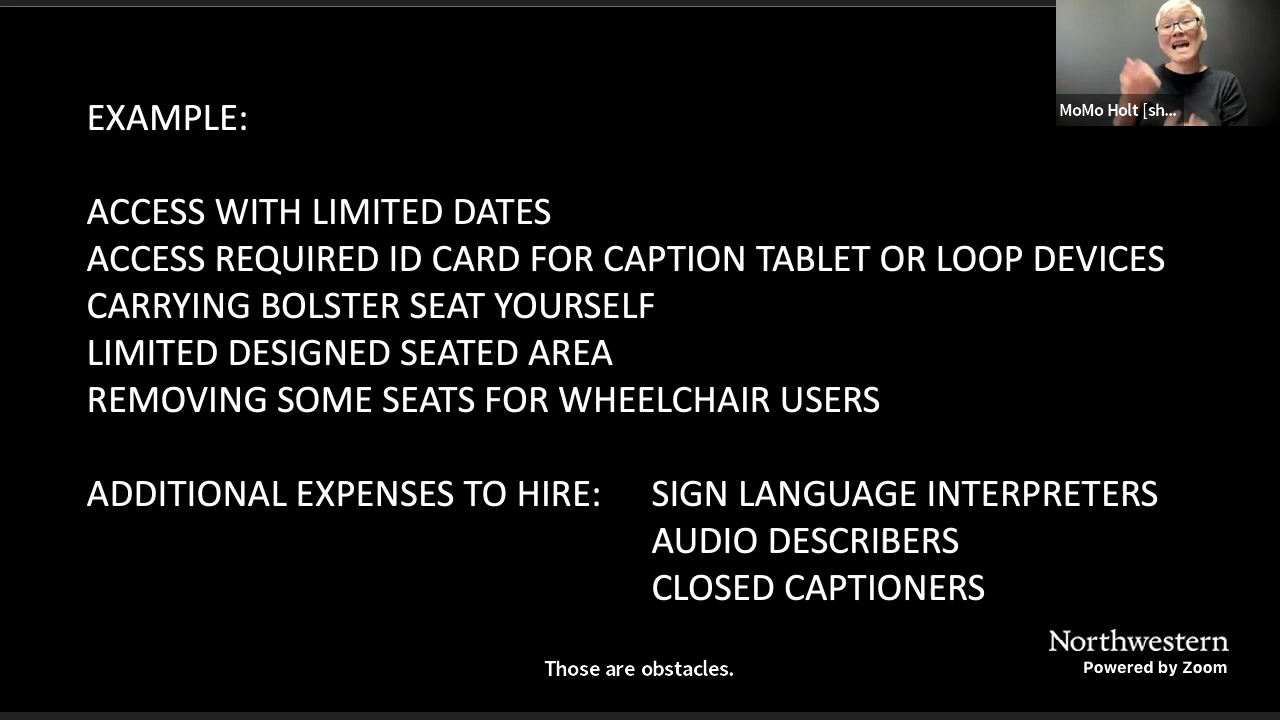 MoMo Holt [sh...
EXAMPLE:
ACCESS WITH LIMITED DATES
ACCESS REQUIRED ID CARD FOR CAPTION TABLET OR LOOP DEVICES
CARRYING BOLSTER SEAT YOURSELF
LIMITED DESIGNED SEATED AREA
REMOVING SOME SEATS FOR WHEELCHAIR USERS
ADDITIONAL EXPENSES TO HIRE: SIGN LANGUAGE INTERPRETERS
AUDIO DESCRIBERS
CLOSED CAPTIONERS
Northwestern
Powered by Zoom
Those are obstacles.